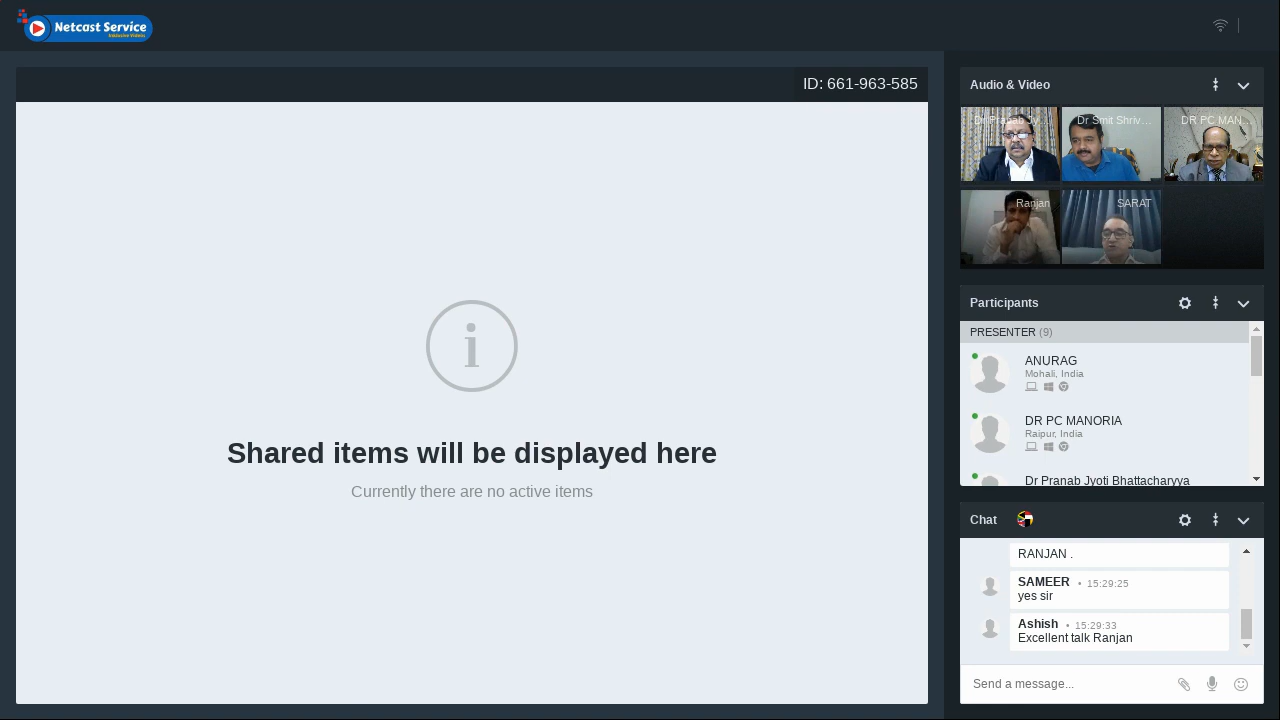 Netcast Service
ID: 661-963-585
Shared items will be displayed here
Currently there are no active items
Audio & Video
Dr Pranab Jy...
Dr Smit Shriv...
DR PC MAN...
Ranjan
SARAT
Participants
PRESENTER (9)
ANURAG
Mohali, India
DR PC MANORIA
Raipur, India
Dr Pranab Jyoti Bhattacharyya
Chat
RANJAN .
SAMEER • 15:29:25
yes sir
Ashish • 15:29:33
Excellent talk Ranjan
Send a message...